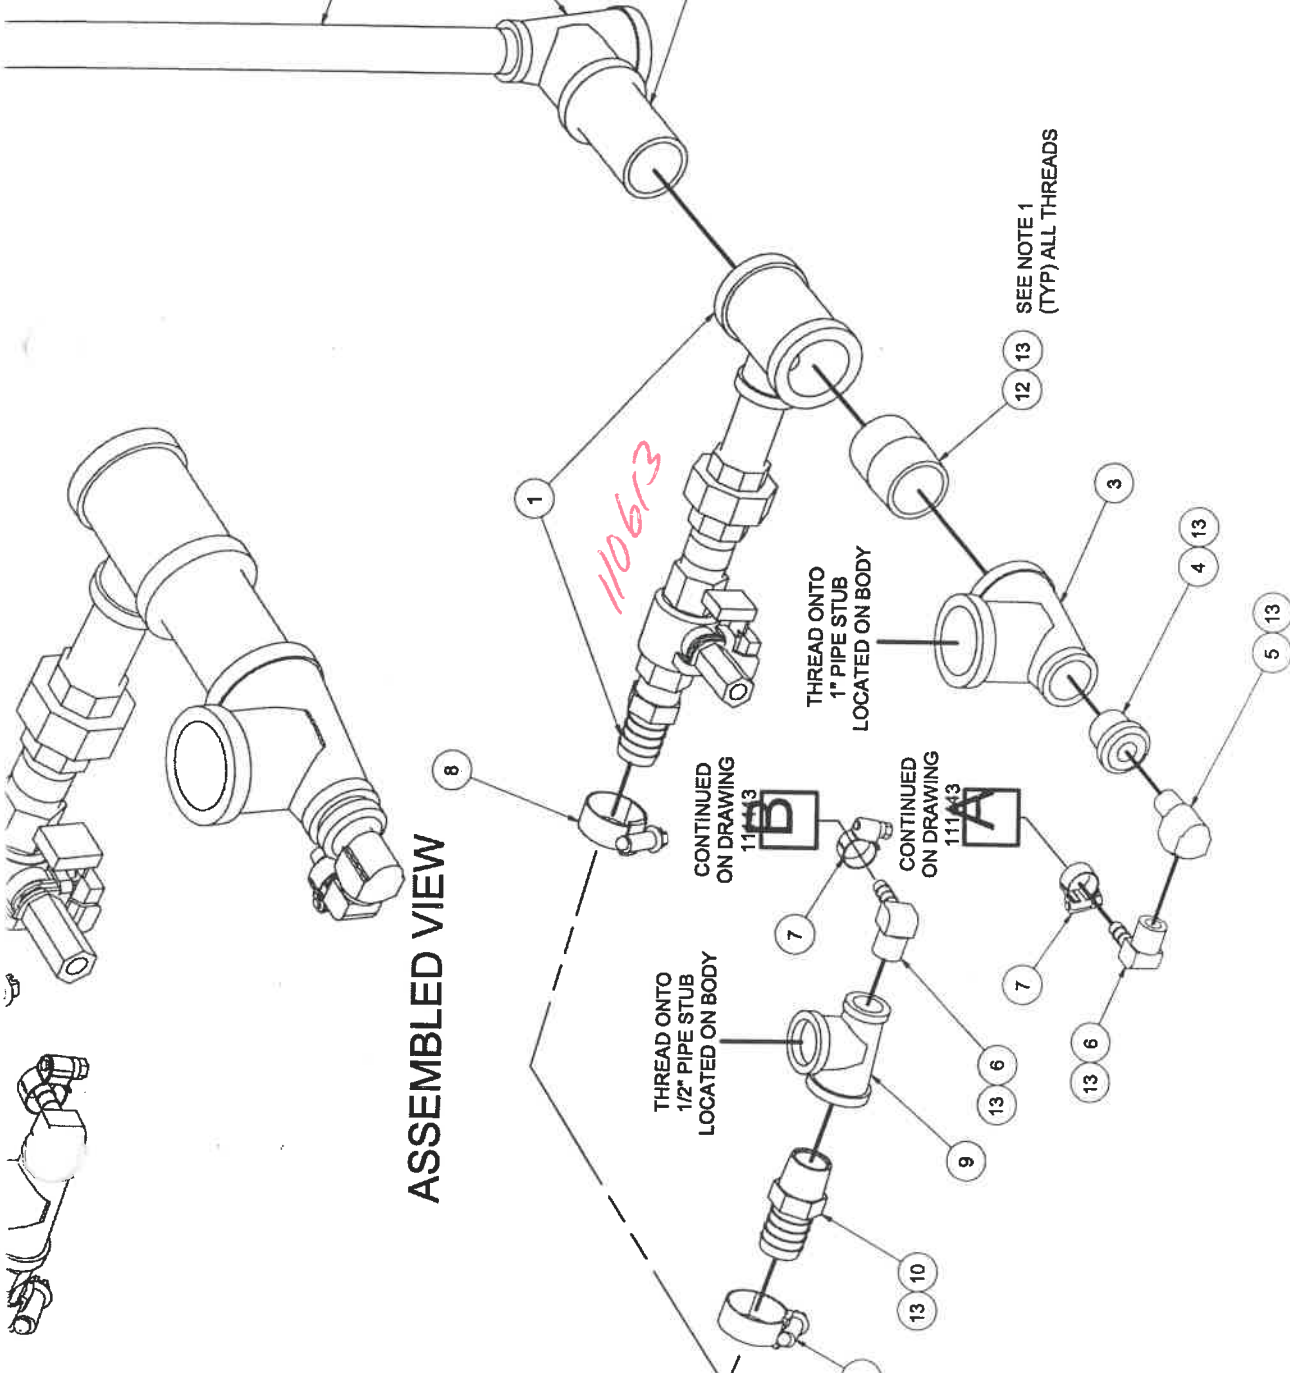 ASSEMBLED VIEW
1
110613
8
SEE NOTE 1
(TYP) ALL THREADS
12
13
3
4
13
5
13
THREAD ONTO
1" PIPE STUB
LOCATED ON BODY
CONTINUED
ON DRAWING
B
CONTINUED
ON DRAWING
A
7
7
THREAD ONTO
1/2" PIPE STUB
LOCATED ON BODY
13
6
13
6
9
13
10